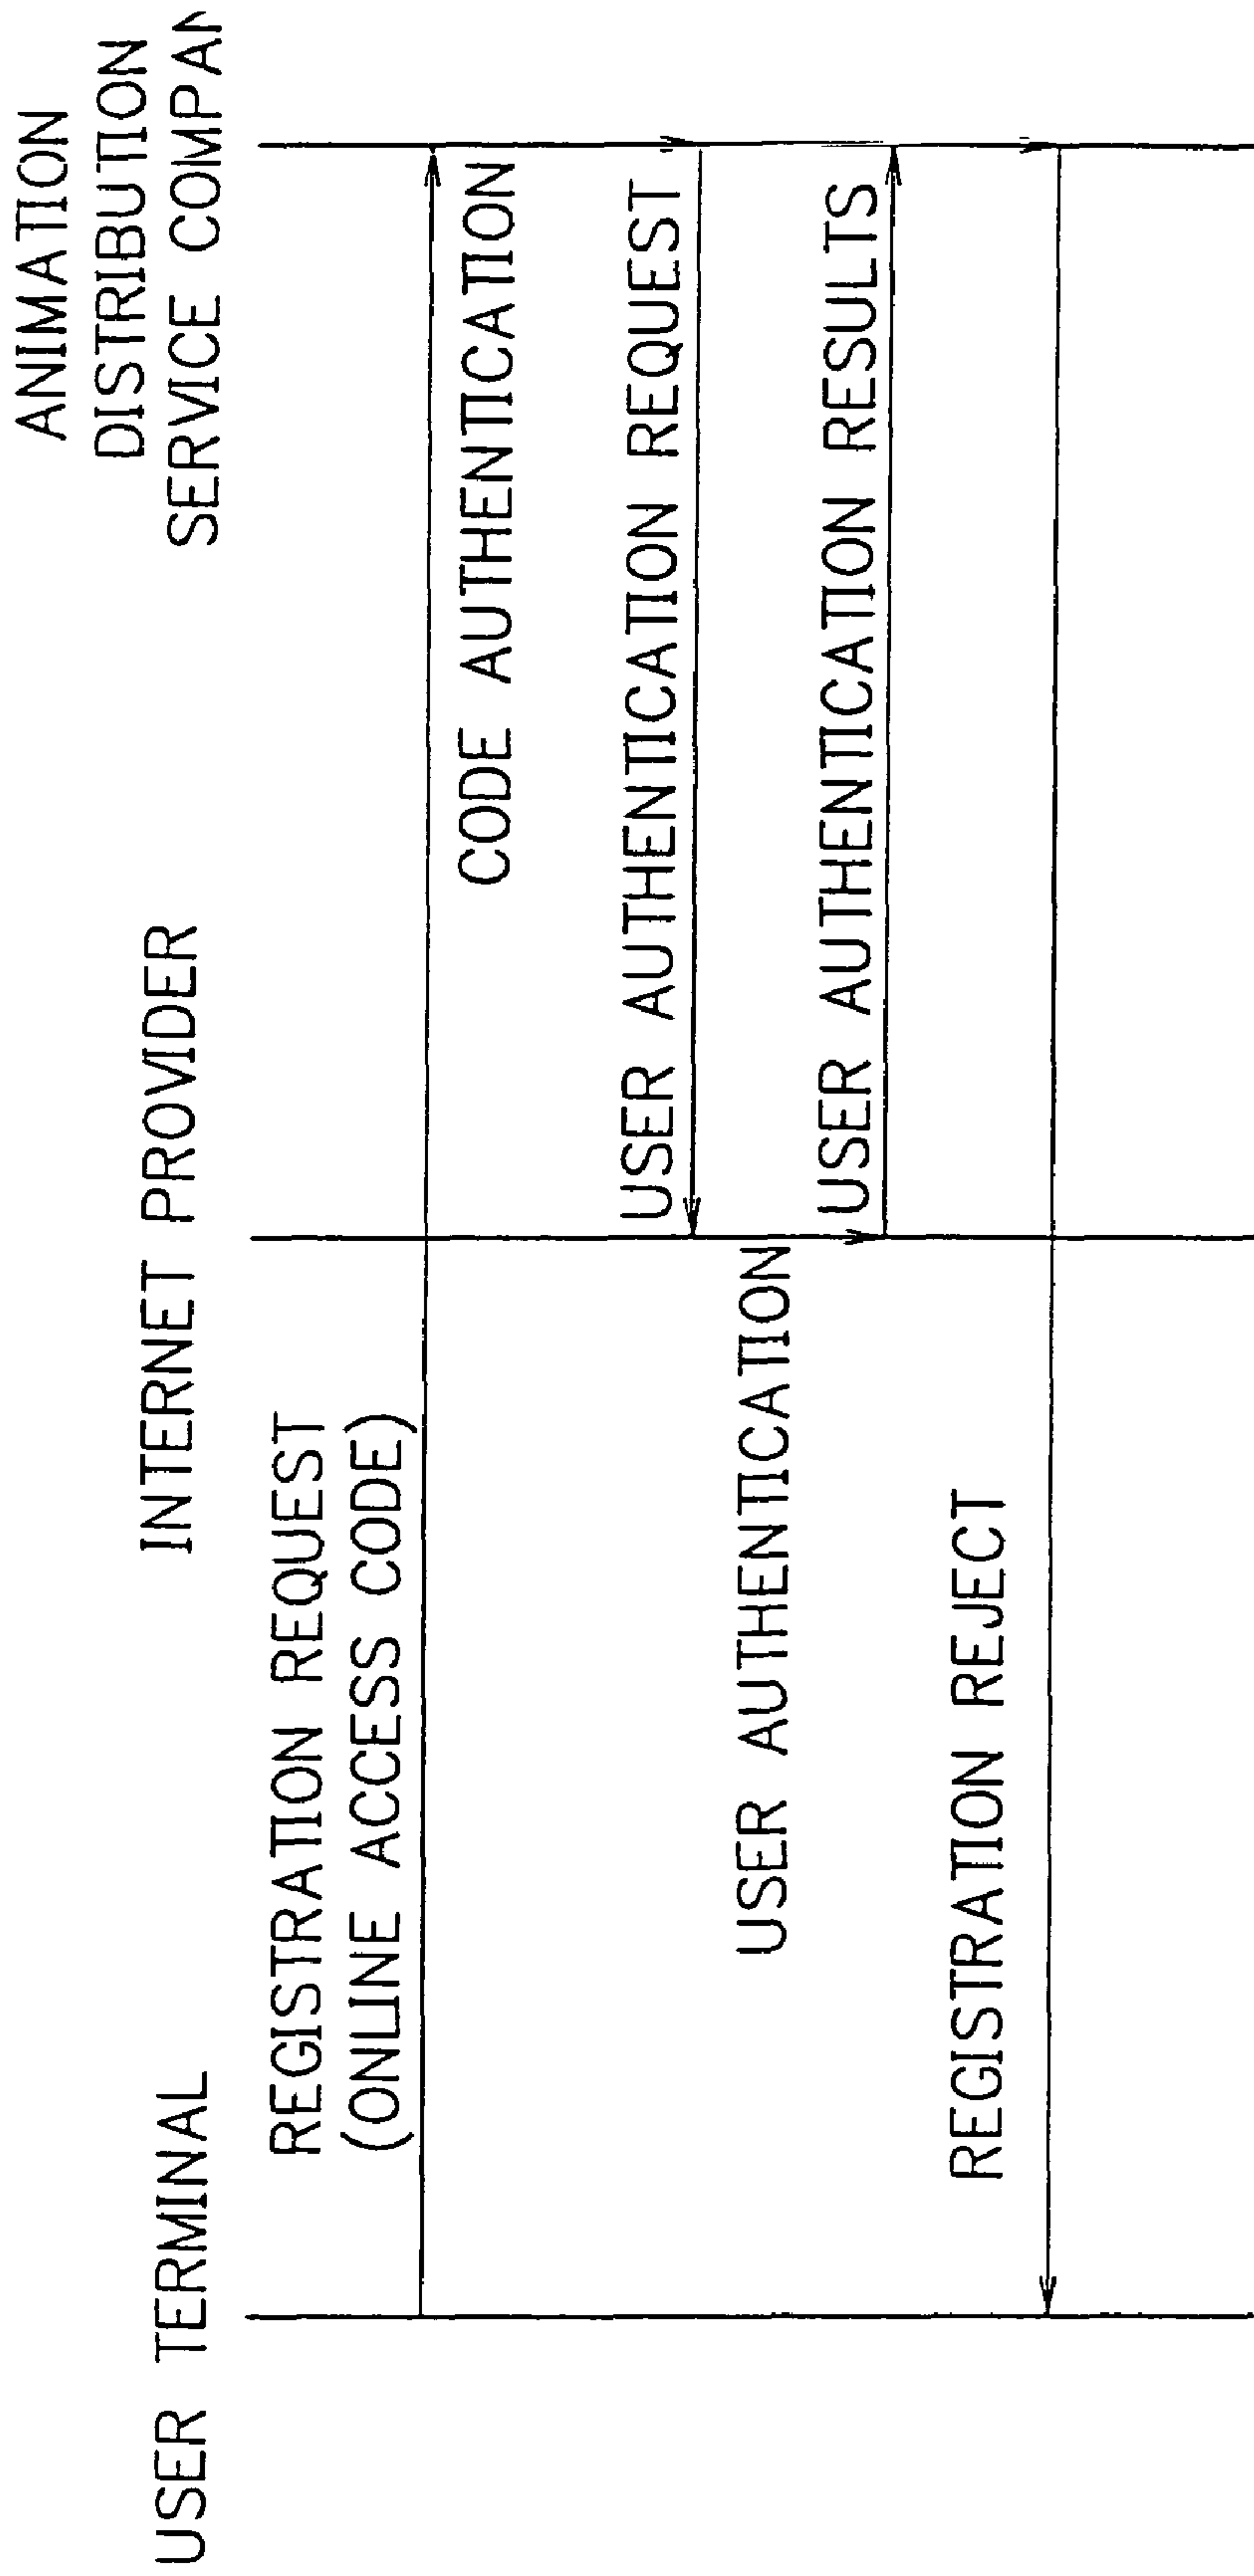 USER TERMINAL
INTERNET PROVIDER
ANIMATION
DISTRIBUTION
SERVICE
REGISTRATION REQUEST
(ONLINE ACCESS CODE)
CODE AUTHENTICATION
USER AUTHENTICATION REQUEST
USER AUTHENTICATION
USER AUTHENTICATION RESULTS
REGISTRATION REJECT